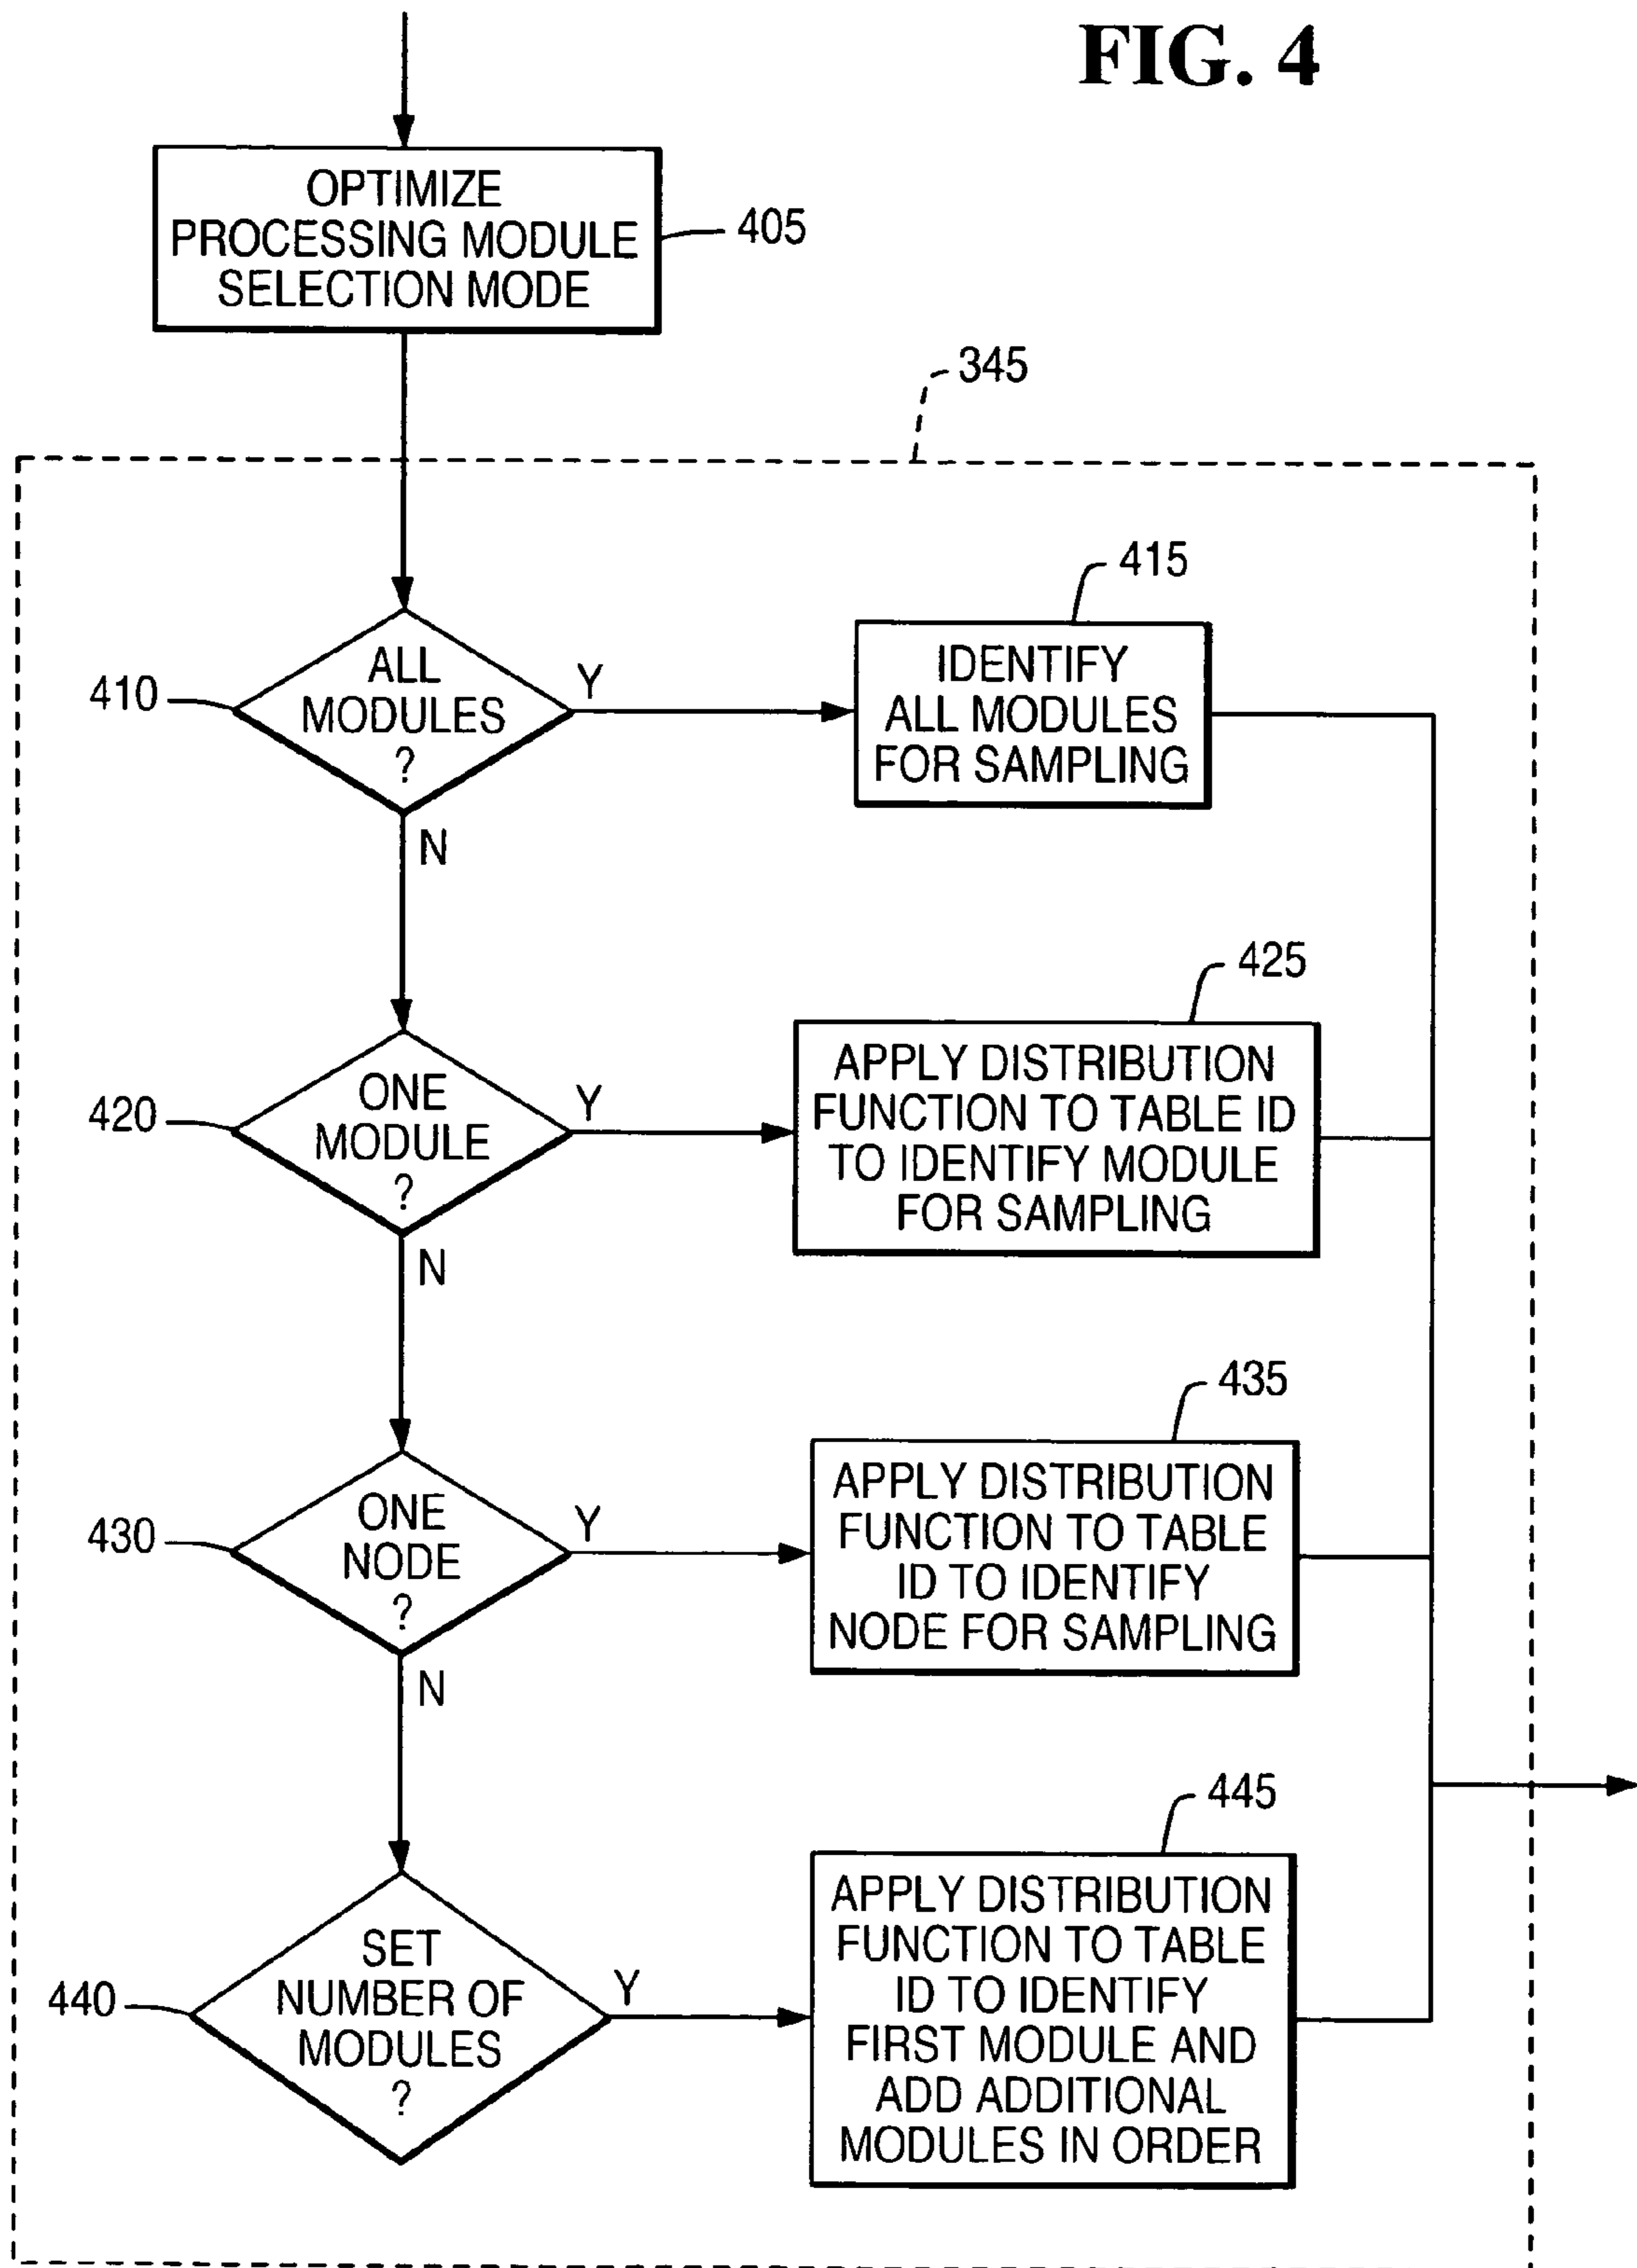 FIG. 4
OPTIMIZE
PROCESSING MODULE
SELECTION MODE
405
345
410
ALL
MODULES
?
Y
N
415
IDENTIFY
ALL MODULES
FOR SAMPLING
420
ONE
MODULE
?
Y
N
425
APPLY DISTRIBUTION
FUNCTION TO TABLE ID
TO IDENTIFY MODULE
FOR SAMPLING
430
ONE
NODE
?
Y
N
435
APPLY DISTRIBUTION
FUNCTION TO TABLE
ID TO IDENTIFY
NODE FOR SAMPLING
440
SET
NUMBER OF
MODULES
?
Y
445
APPLY DISTRIBUTION
FUNCTION TO TABLE
ID TO IDENTIFY
FIRST MODULE AND
ADD ADDITIONAL
MODULES IN ORDER